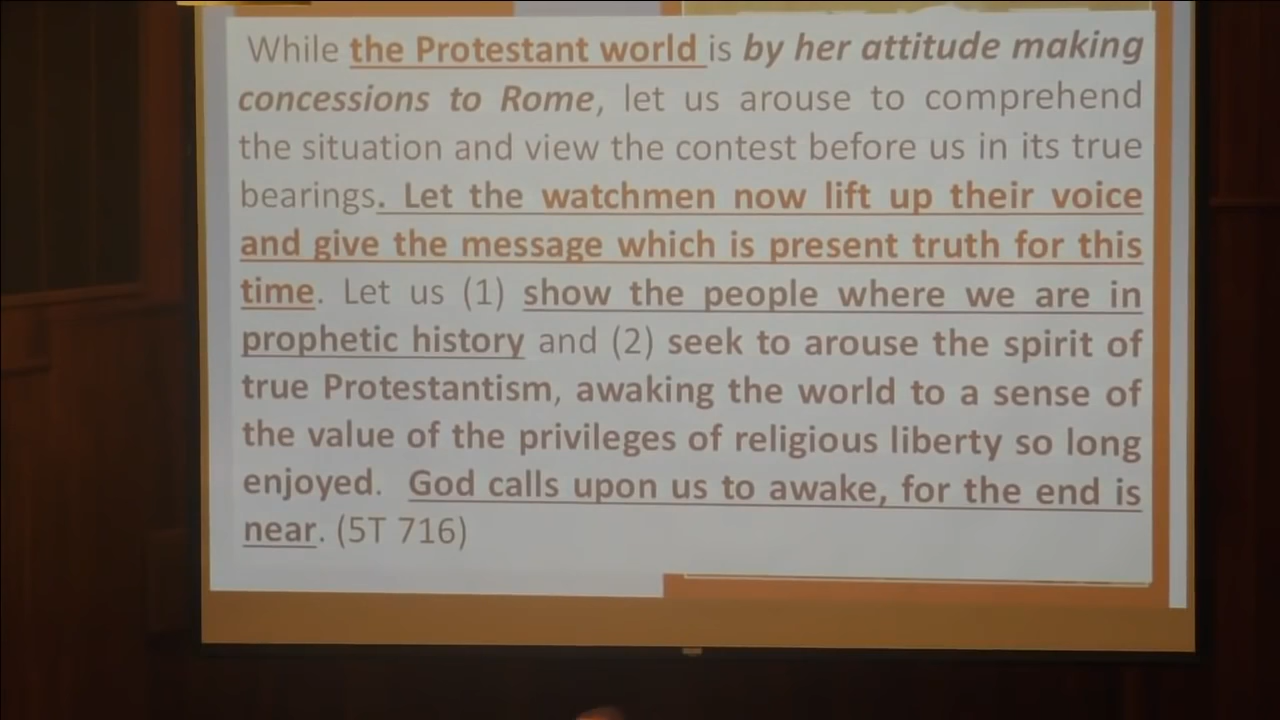 While the Protestant world is by her attitude making
concessions to Rome, let us arouse to comprehend
the situation and view the contest before us in its true
bearings. Let the watchmen now lift up their voice
and give the message which is present truth for this
time. Let us (1) show the people where we are in
prophetic history and (2) seek to arouse the spirit of
true Protestantism, awaking the world to a sense of
the value of the privileges of religious liberty so long
enjoyed. God calls upon us to awake, for the end is
near. (5T 716)